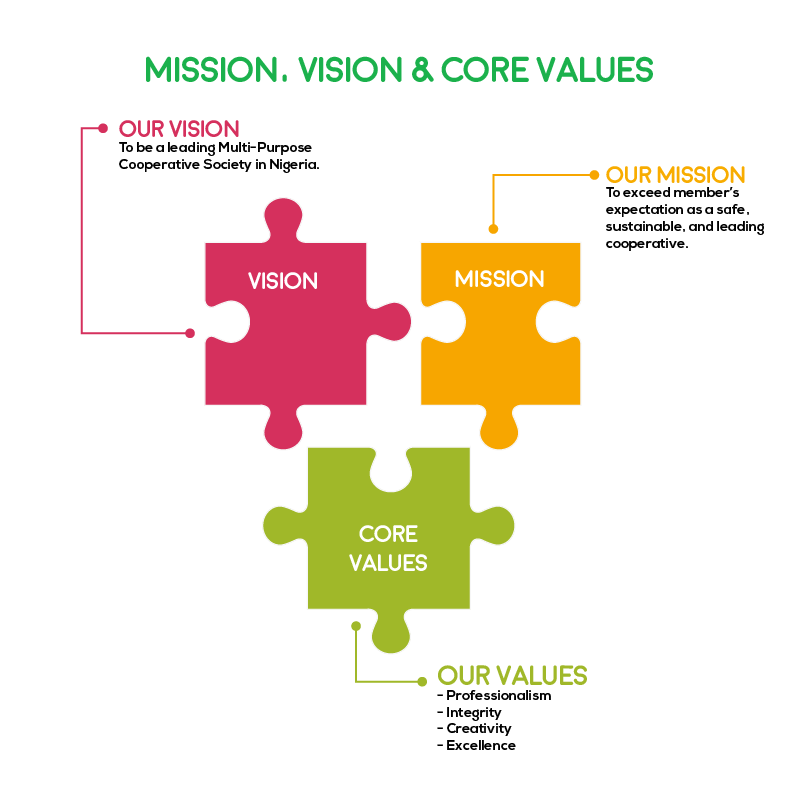 MISSION. VISION & CORE VALUES
OUR VISION
To be a leading Multi-Purpose
Cooperative Society in Nigeria.
OUR MISSION
To exceed member's
expectation as a safe,
sustainable, and leading
cooperative.
VISION
MISSION
CORE
VALUES
OUR VALUES
- Professionalism
- Integrity
- Creativity
- Excellence